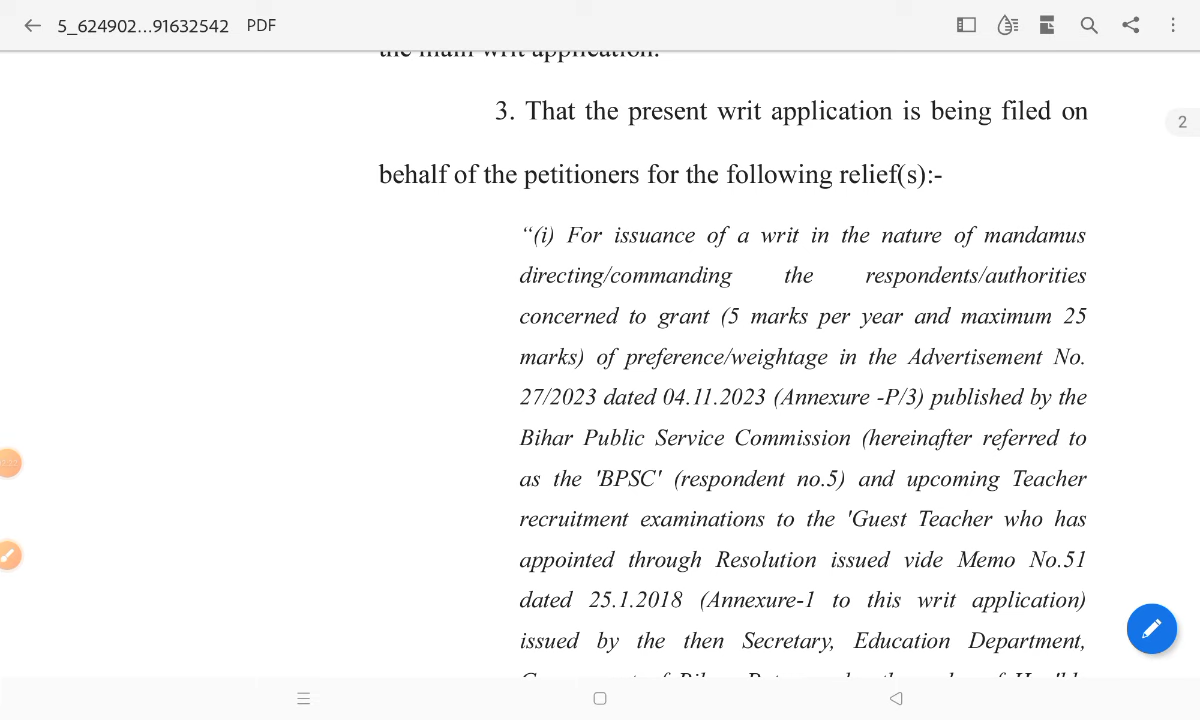 5_624902...91632542 PDF
the main writ application.
2
3. That the present writ application is being filed on
behalf of the petitioners for the following relief(s):-
“(i) For issuance of a writ in the nature of mandamus
directing/commanding the respondents/authorities
concerned to grant (5 marks per year and maximum 25
marks) of preference/weightage in the Advertisement No.
27/2023 dated 04.11.2023 (Annexure -P/3) published by the
Bihar Public Service Commission (hereinafter referred to
as the 'BPSC' (respondent no.5) and upcoming Teacher
recruitment examinations to the 'Guest Teacher who has
appointed through Resolution issued vide Memo No.51
dated 25.1.2018 (Annexure-1 to this writ application)
issued by the then Secretary, Education Department,